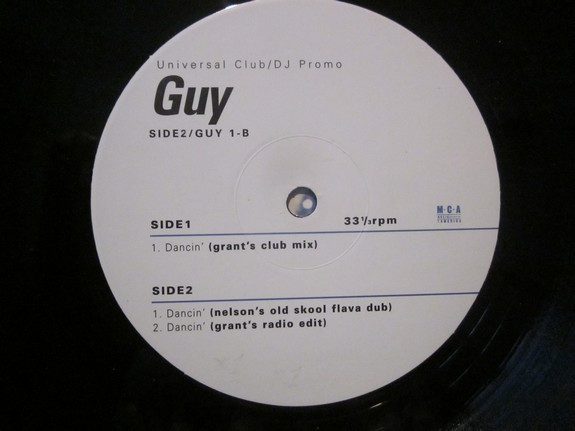 Universal Club/DJ Promo
Guy
SIDE2/GUY 1-B
SIDE1 33⅓rpm M·C·A
1. Dancin' (grant's club mix)
SIDE2
1. Dancin' (nelson's old skool flava dub)
2. Dancin' (grant's radio edit)